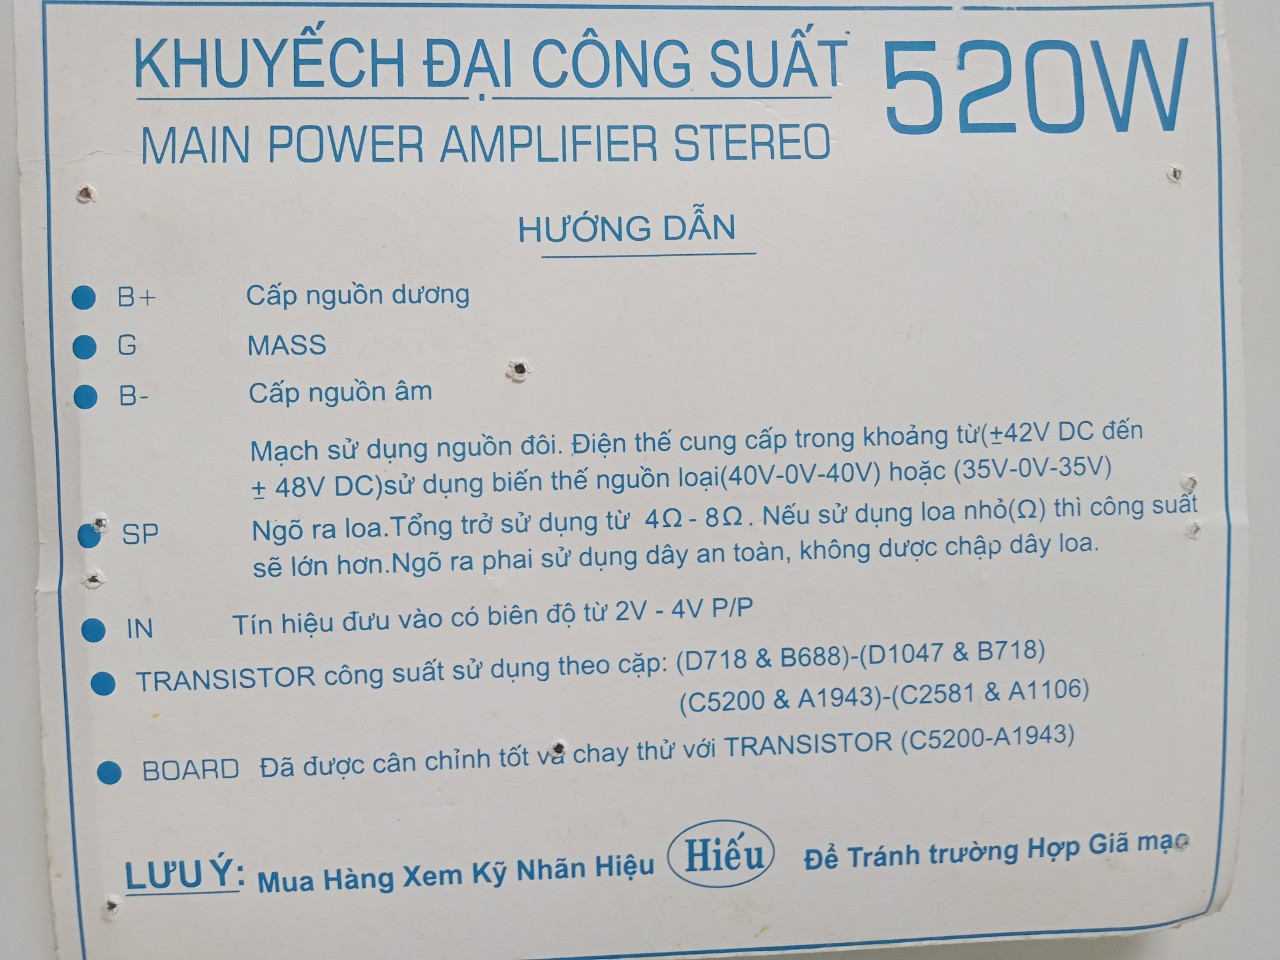 KHUYẾCH ĐẠI CÔNG SUẤT 520W
MAIN POWER AMPLIFIER STEREO
HƯỚNG DẪN
B+ Cấp nguồn dương
G MASS
B- Cấp nguồn âm
Mạch sử dụng nguồn đôi. Điện thế cung cấp trong khoảng từ(±42V DC đến
± 48V DC)sử dụng biến thế nguồn loại(40V-0V-40V) hoặc (35V-0V-35V)
SP Ngõ ra loa.Tổng trở sử dụng từ 4Ω - 8Ω . Nếu sử dụng loa nhỏ(Ω) thì công suất
sẽ lớn hơn.Ngõ ra phai sử dụng dây an toàn, không dược chập dây loa.
IN Tín hiệu đưu vào có biên độ từ 2V - 4V P/P
TRANSISTOR công suất sử dụng theo cặp: (D718 & B688)-(D1047 & B718)
(C5200 & A1943)-(C2581 & A1106)
BOARD Đã được cân chỉnh tốt và chay thử với TRANSISTOR (C5200-A1943)
LƯU Ý: Mua Hàng Xem Kỹ Nhãn Hiệu Hiếu Để Tránh trường Hợp Giã mạo